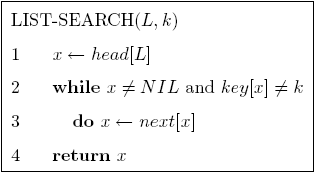 LIST-SEARCH(L, k)
1 x ← head[L]
2 while x ≠ NIL and key[x] ≠ k
3 do x ← next[x]
4 return x